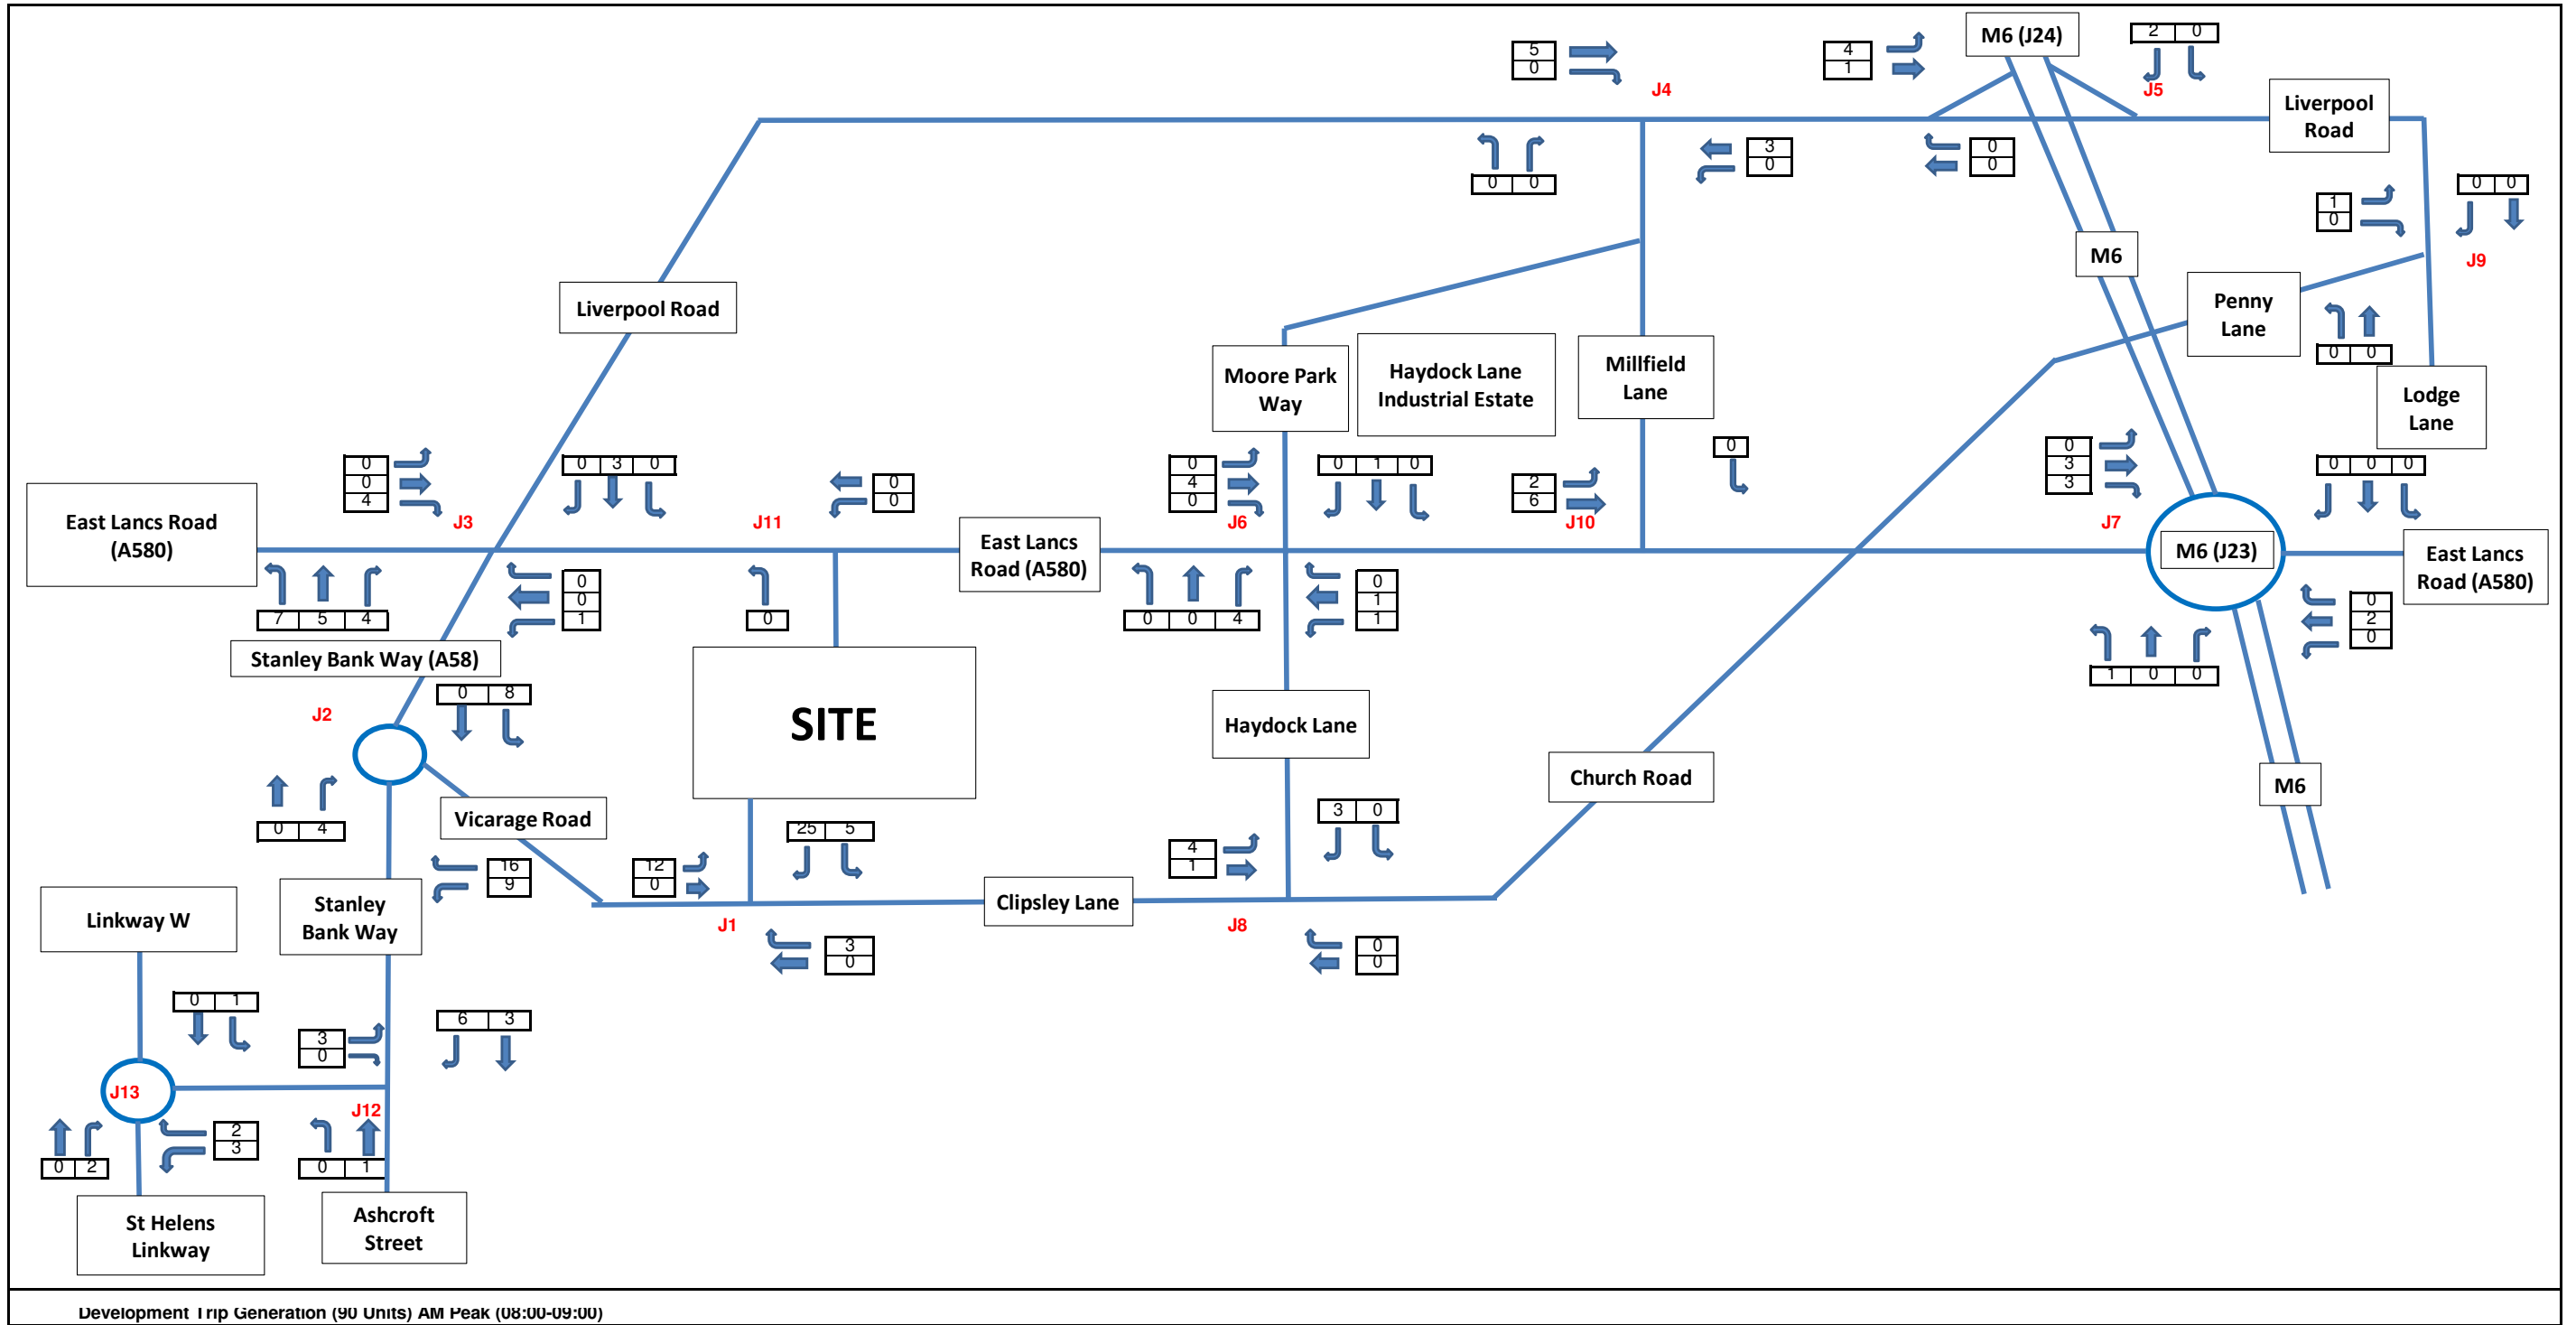 M6 (J24)
2 0
5
0
4
1
J4
J5
Liverpool
Road
3
0
0
0
0 0
0 0
1
0
M6
J9
Penny
Lane
Liverpool Road
0 0
Moore Park
Way
Haydock Lane
Industrial Estate
Millfield
Lane
Lodge
Lane
0
0
4
0 3 0
0
0
0
4
0
0 1 0
2
6
0
0
3
3
0 0 0
East Lancs Road
(A580)
J3
J11
J6
J10
J7
East Lancs
Road (A580)
M6 (J23)
East Lancs
Road (A580)
7 5 4
0
0
1
0
0 0 4
0
1
1
0
2
0
Stanley Bank Way (A58)
1 0 0
0 8
J2
SITE
Haydock Lane
Church Road
M6
0 4
Vicarage Road
25 5
3 0
16
9
12
0
4
1
Linkway W
Stanley
Bank Way
Clipsley Lane
J1
J8
3
0
0
0
0 1
3
0
6 3
J13
J12
2
3
0 2
0 1
St Helens
Linkway
Ashcroft
Street
Development Trip Generation (90 Units) AM Peak (08:00-09:00)